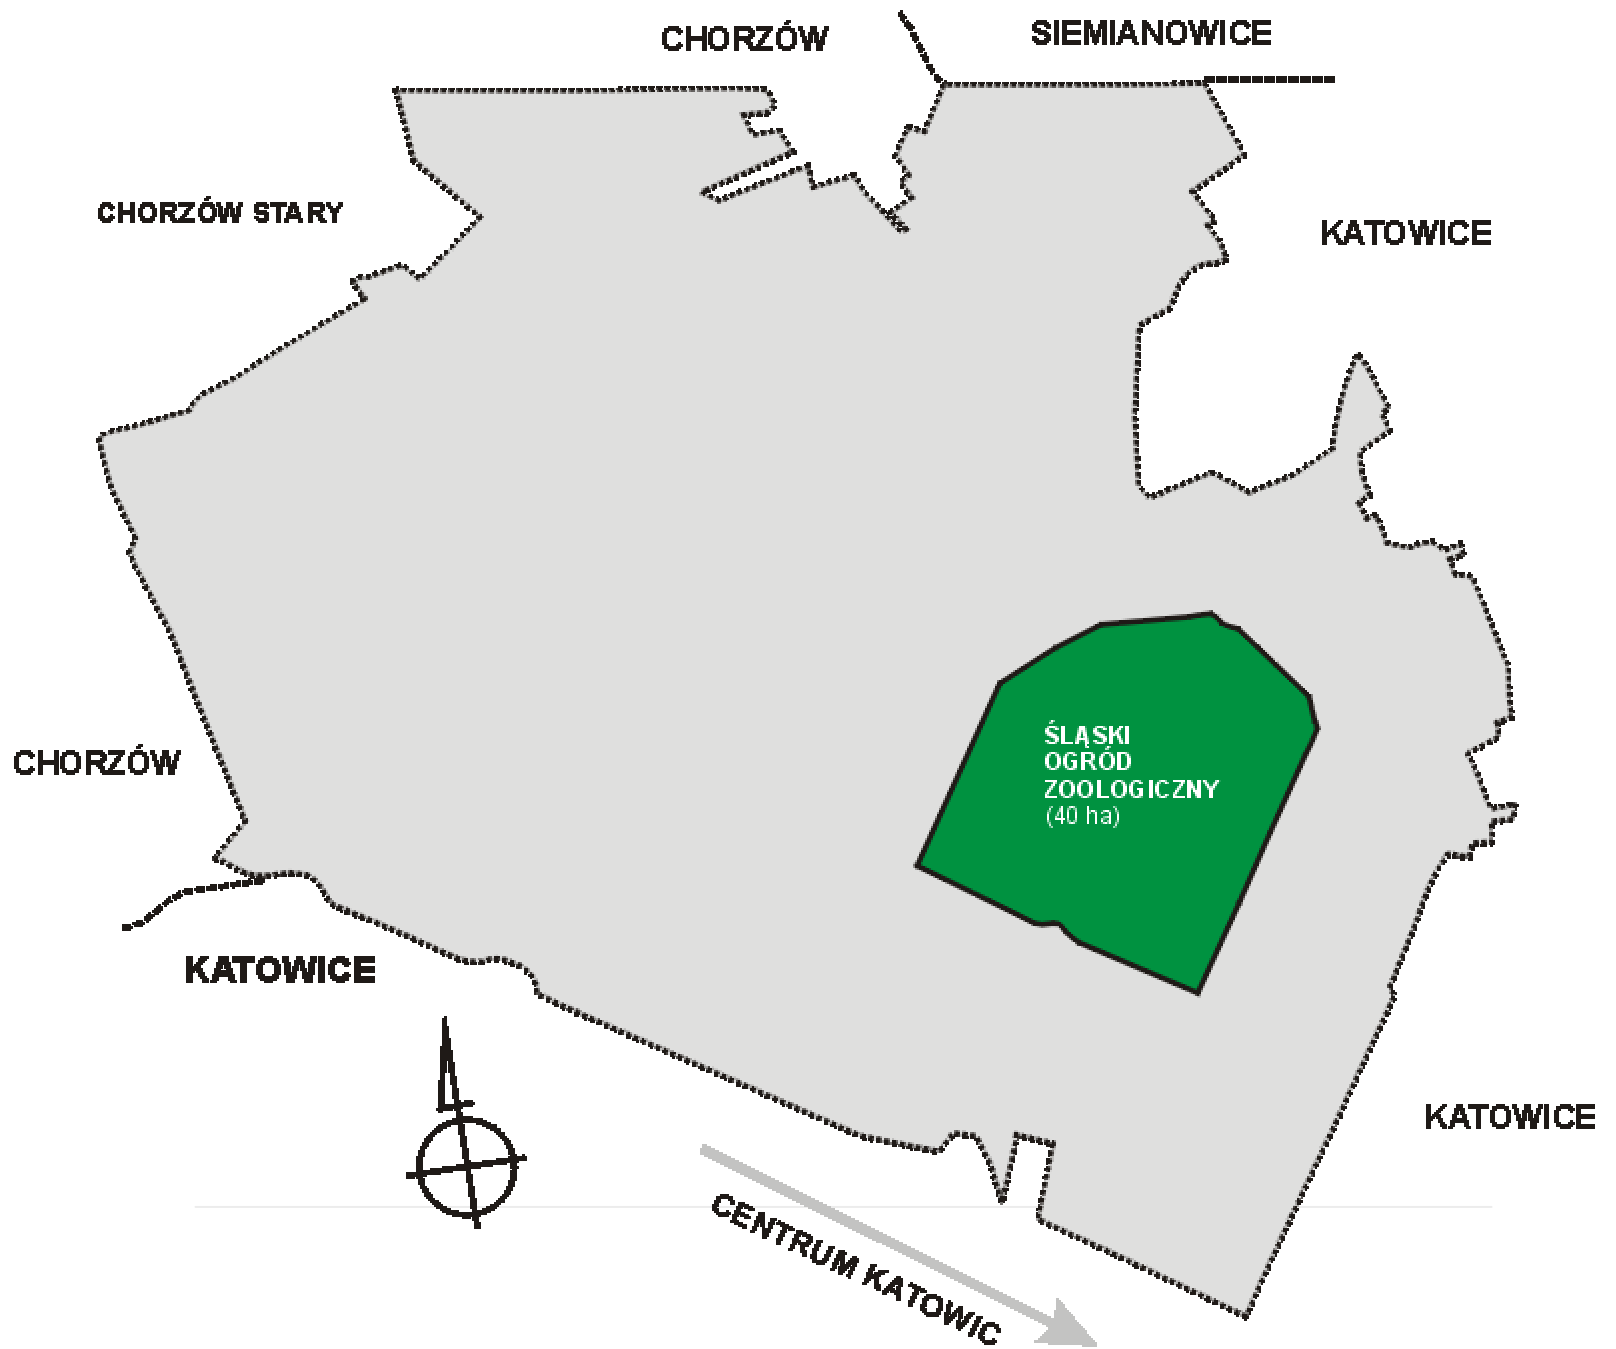 CHORZÓW
SIEMIANOWICE
CHORZÓW STARY
KATOWICE
ŚLĄSKI
OGRÓD
ZOOLOGICZNY
(40 ha)
CHORZÓW
KATOWICE
KATOWICE
CENTRUM KATOWIC